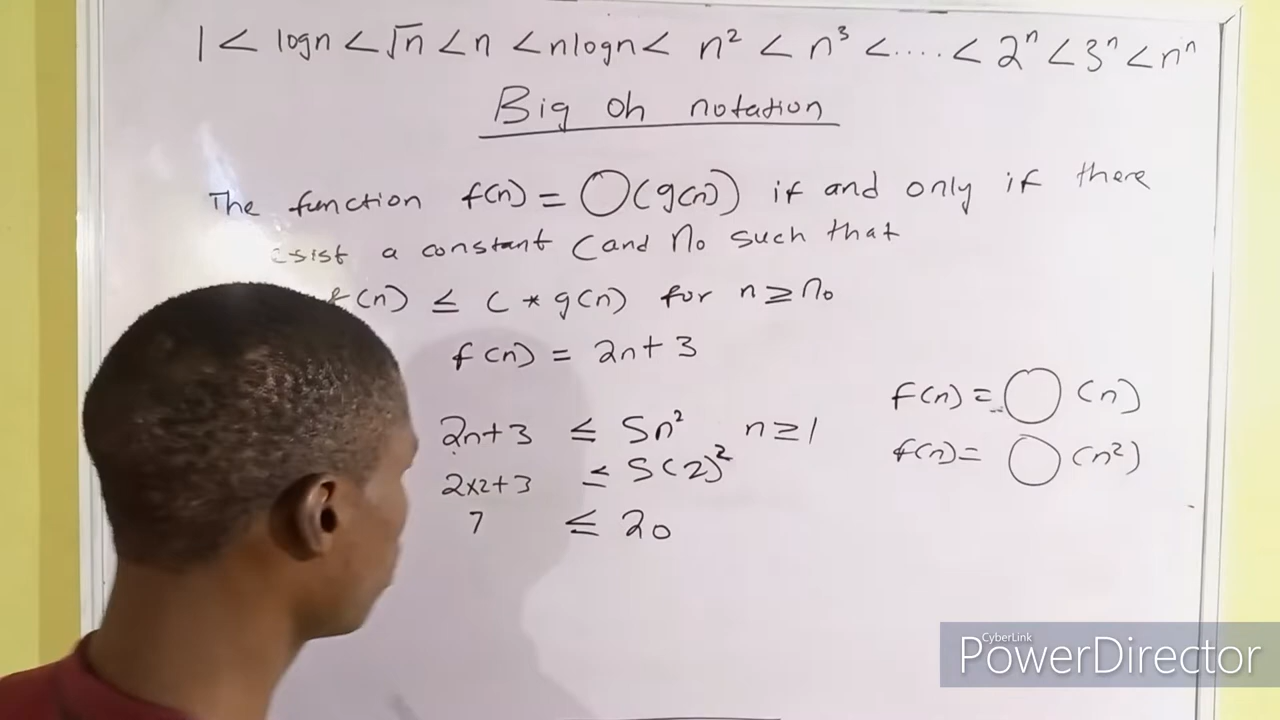 1 < logn < √n < n < nlogn < n² < n³ < .... < 2ⁿ < 3ⁿ < nⁿ
Big oh notation
The function f(n) = O(g(n)) if and only if there
esist a constant C and n₀ such that
f(n) ≤ C * g(n) for n ≥ n₀
f(n) = 2n + 3
2n+3 ≤ 5n² n ≥ 1
2x2+3 ≤ 5(2)²
7 ≤ 20
f(n) = O (n)
f(n) = O (n²)
CyberLink
PowerDirector